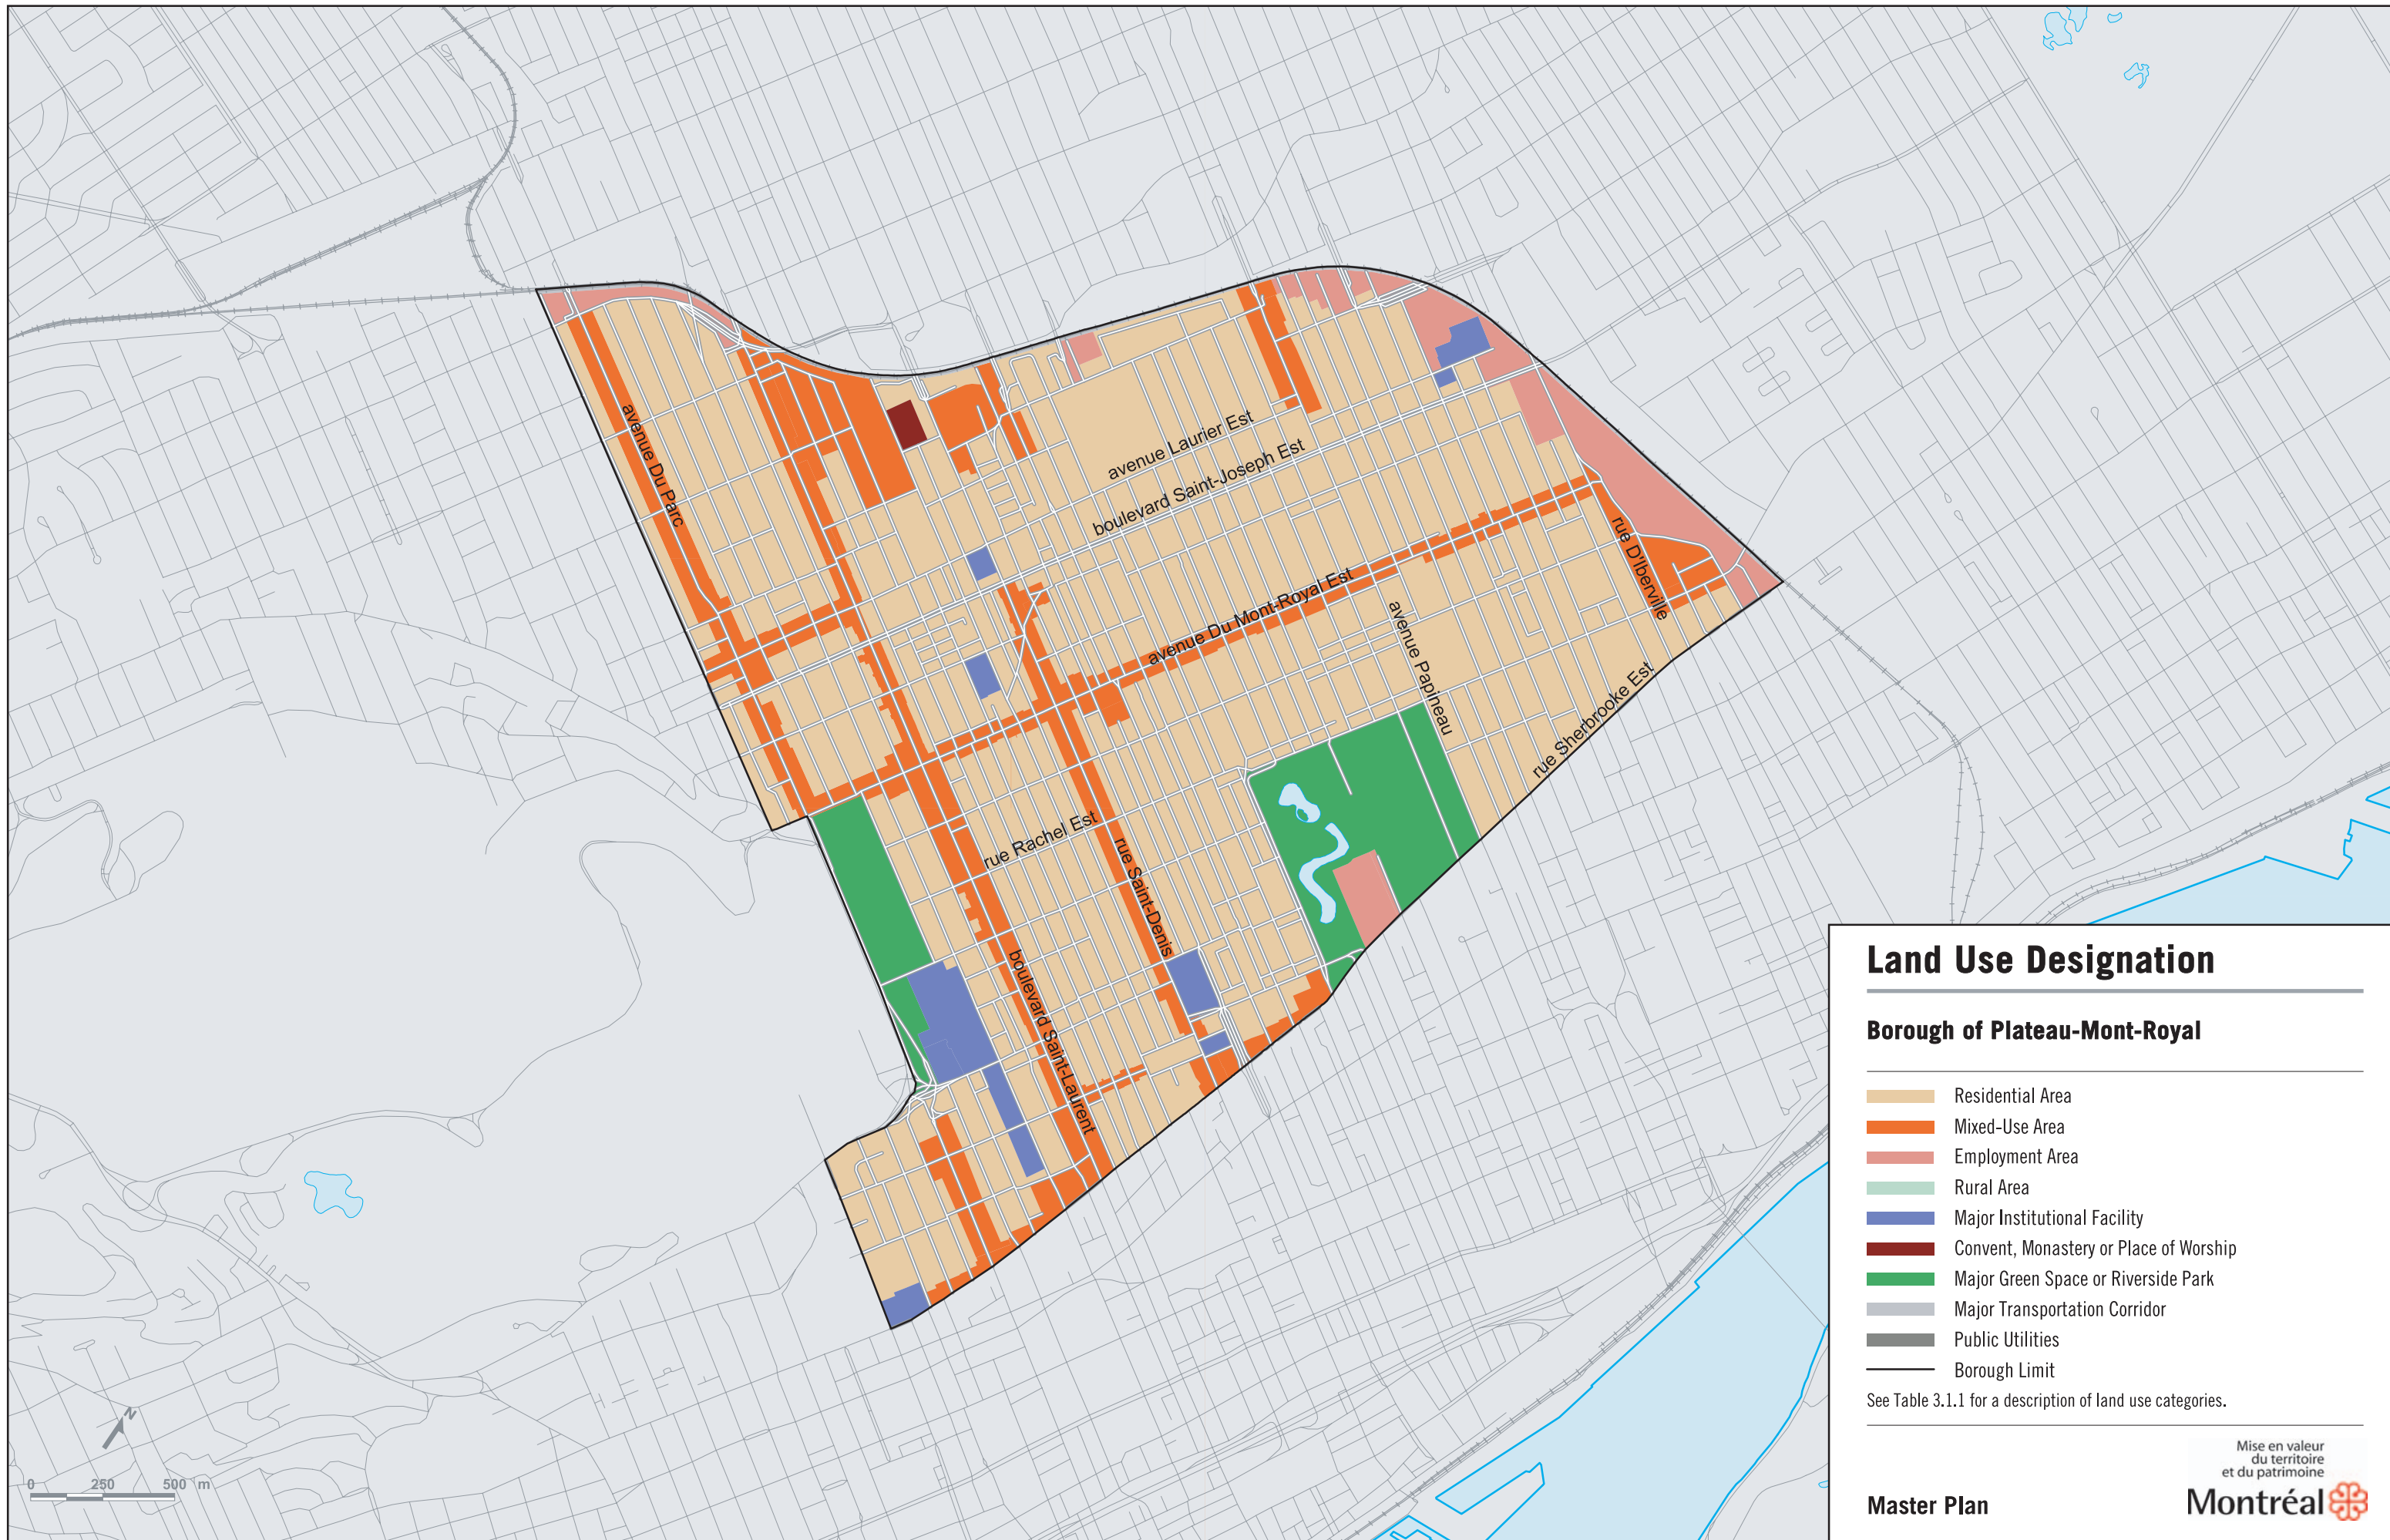 avenue Du Parc
avenue Laurier Est
boulevard Saint-Joseph Est
avenue Du Mont-Royal Est
rue D'Iberville
avenue Papineau
rue Sherbrooke Est
rue Rachel Est
rue Saint-Denis
boulevard Saint-Laurent
N
0 250 500 m
Land Use Designation
Borough of Plateau-Mont-Royal
Residential Area
Mixed-Use Area
Employment Area
Rural Area
Major Institutional Facility
Convent, Monastery or Place of Worship
Major Green Space or Riverside Park
Major Transportation Corridor
Public Utilities
Borough Limit
See Table 3.1.1 for a description of land use categories.
Master Plan
Mise en valeur
du territoire
et du patrimoine
Montréal